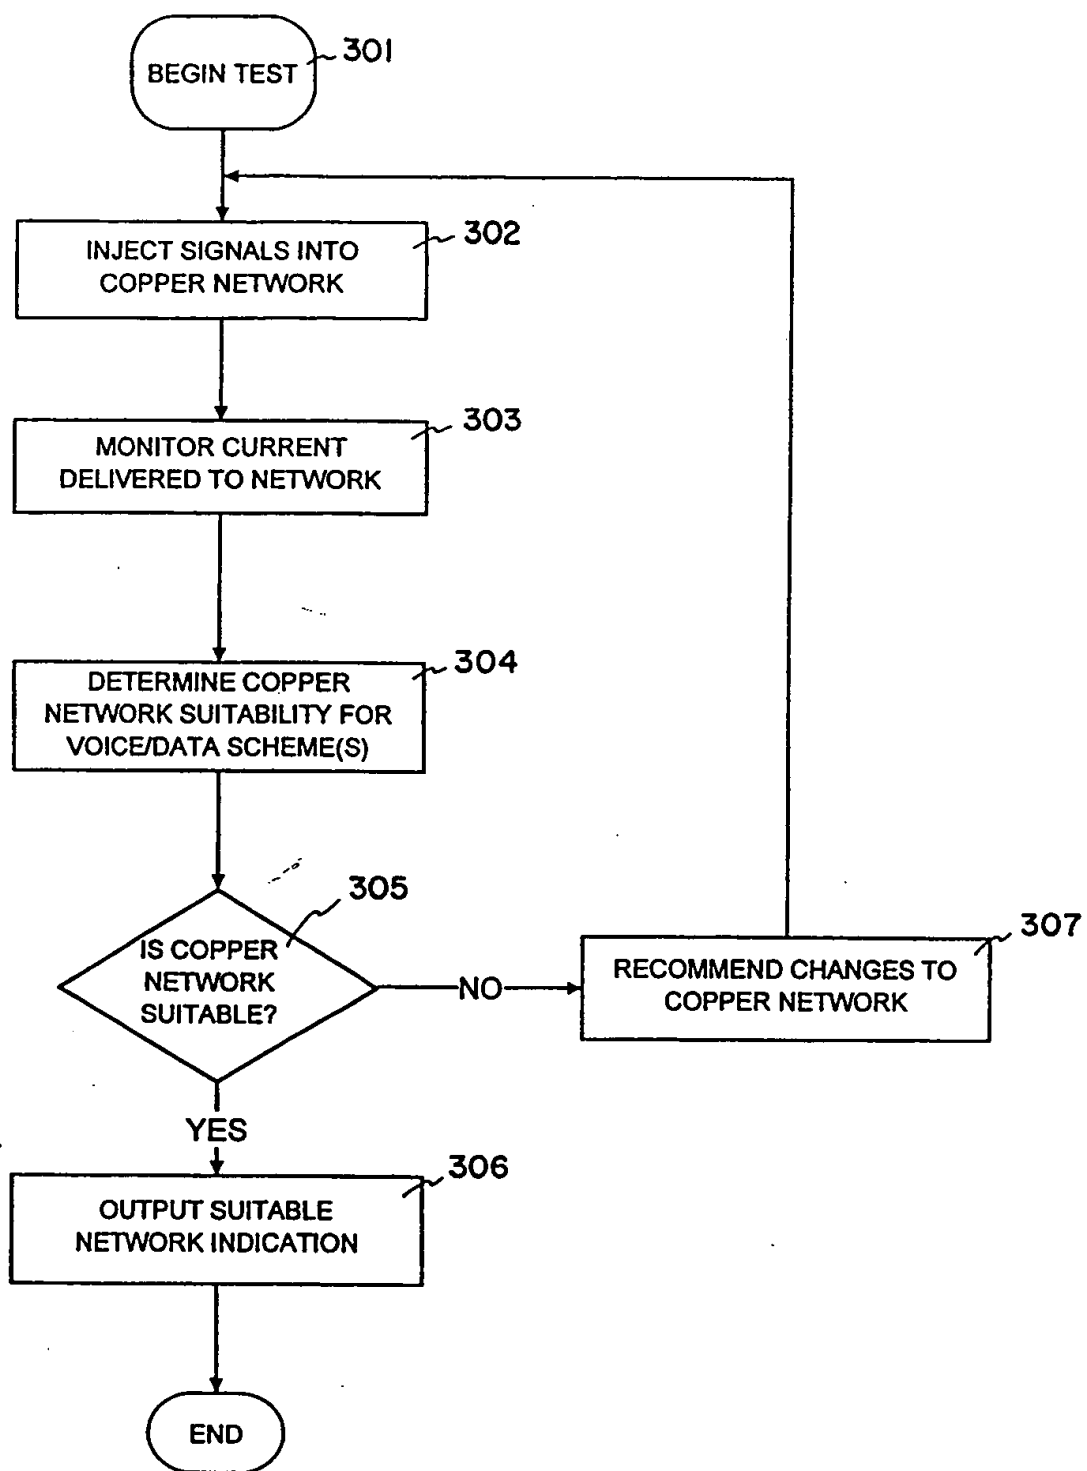 BEGIN TEST
301
INJECT SIGNALS INTO
COPPER NETWORK
302
MONITOR CURRENT
DELIVERED TO NETWORK
303
DETERMINE COPPER
NETWORK SUITABILITY FOR
VOICE/DATA SCHEME(S)
304
IS COPPER
NETWORK
SUITABLE?
305
NO
RECOMMEND CHANGES TO
COPPER NETWORK
307
YES
OUTPUT SUITABLE
NETWORK INDICATION
306
END